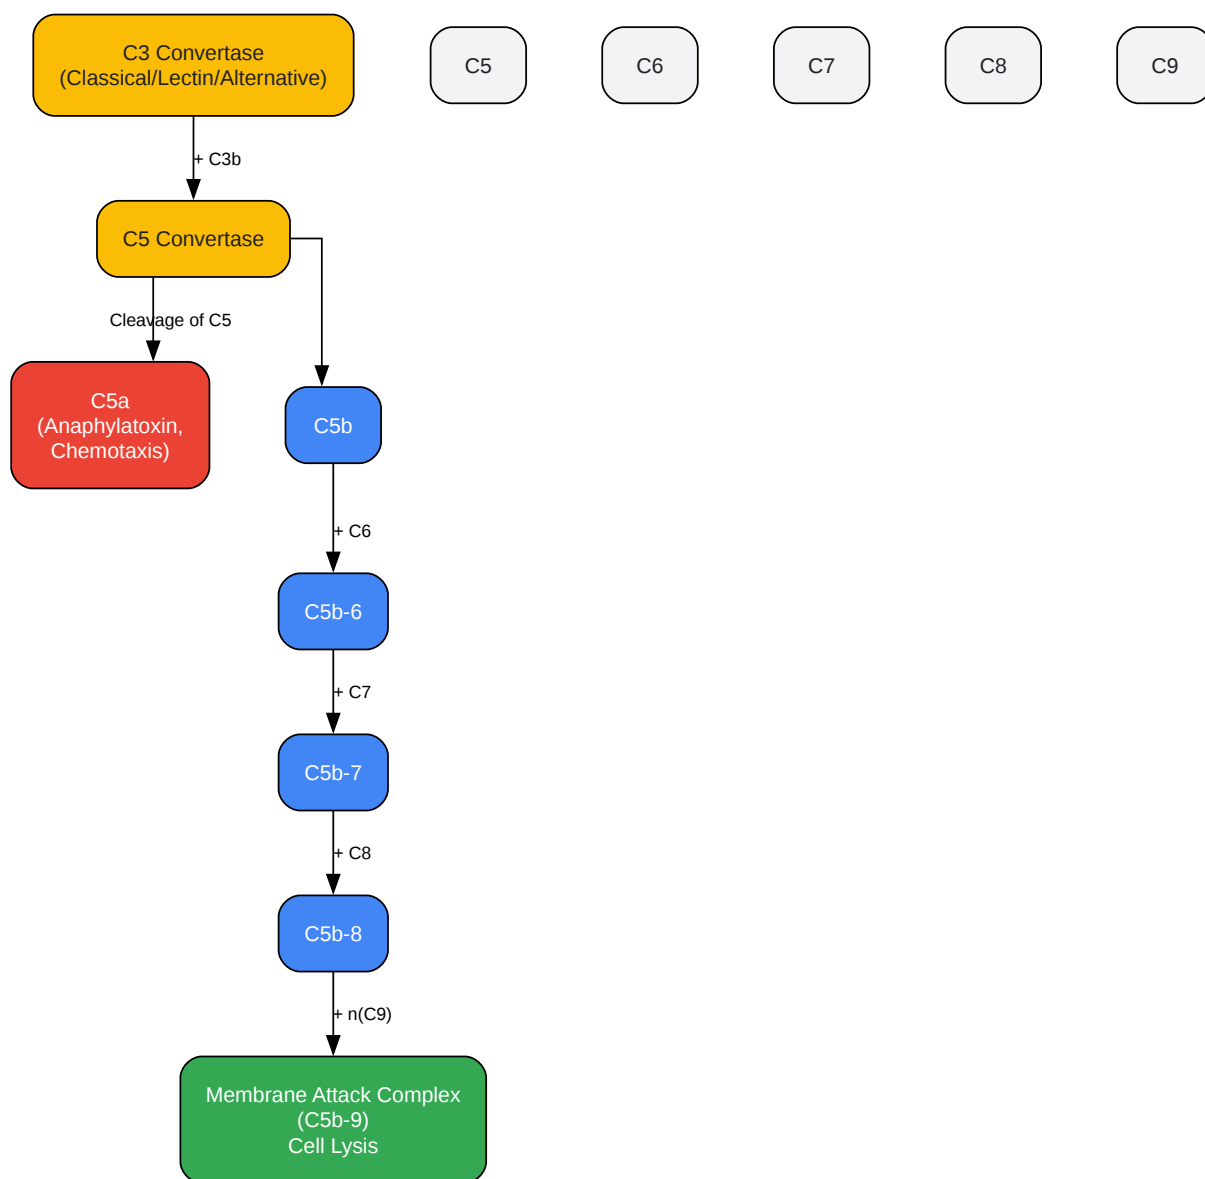 C3 Convertase
(Classical/Lectin/Alternative)
C5
C6
C7
C8
C9
+ C3b
C5 Convertase
Cleavage of C5
C5a
(Anaphylatoxin,
Chemotaxis)
C5b
+ C6
C5b-6
+ C7
C5b-7
+ C8
C5b-8
+ n(C9)
Membrane Attack Complex
(C5b-9)
Cell Lysis